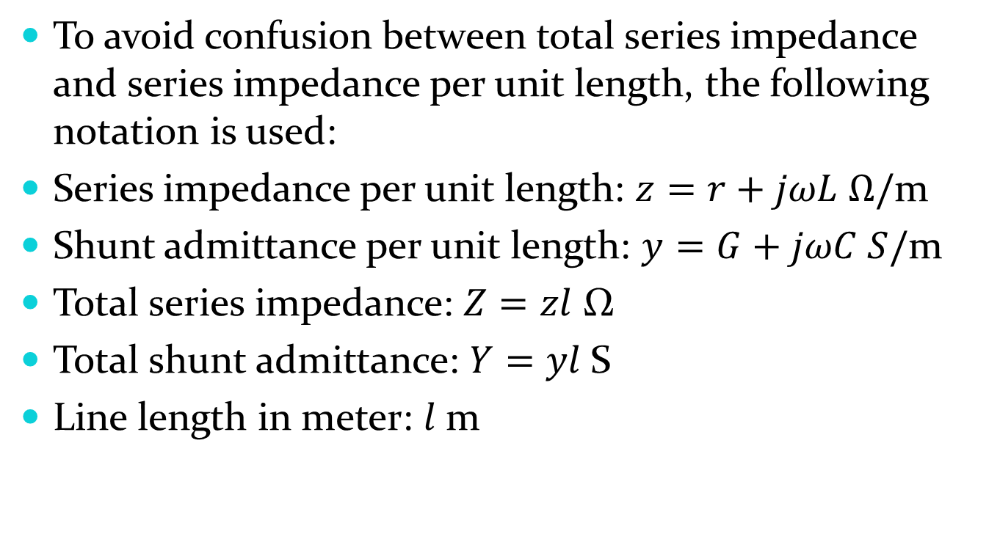 • To avoid confusion between total series impedance
and series impedance per unit length, the following
notation is used:
• Series impedance per unit length: z = r + jωL Ω/m
• Shunt admittance per unit length: y = G + jωC S/m
• Total series impedance: Z = zl Ω
• Total shunt admittance: Y = yl S
• Line length in meter: l m